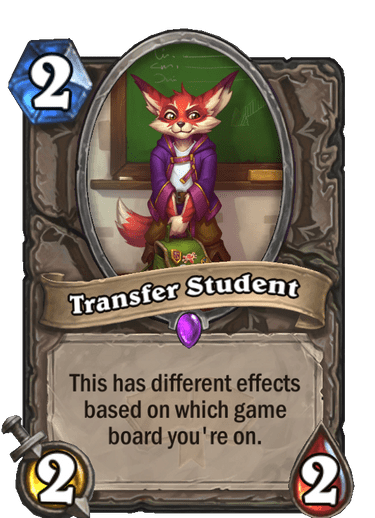 2
Transfer Student
This has different effects
based on which game
board you're on.
2
2